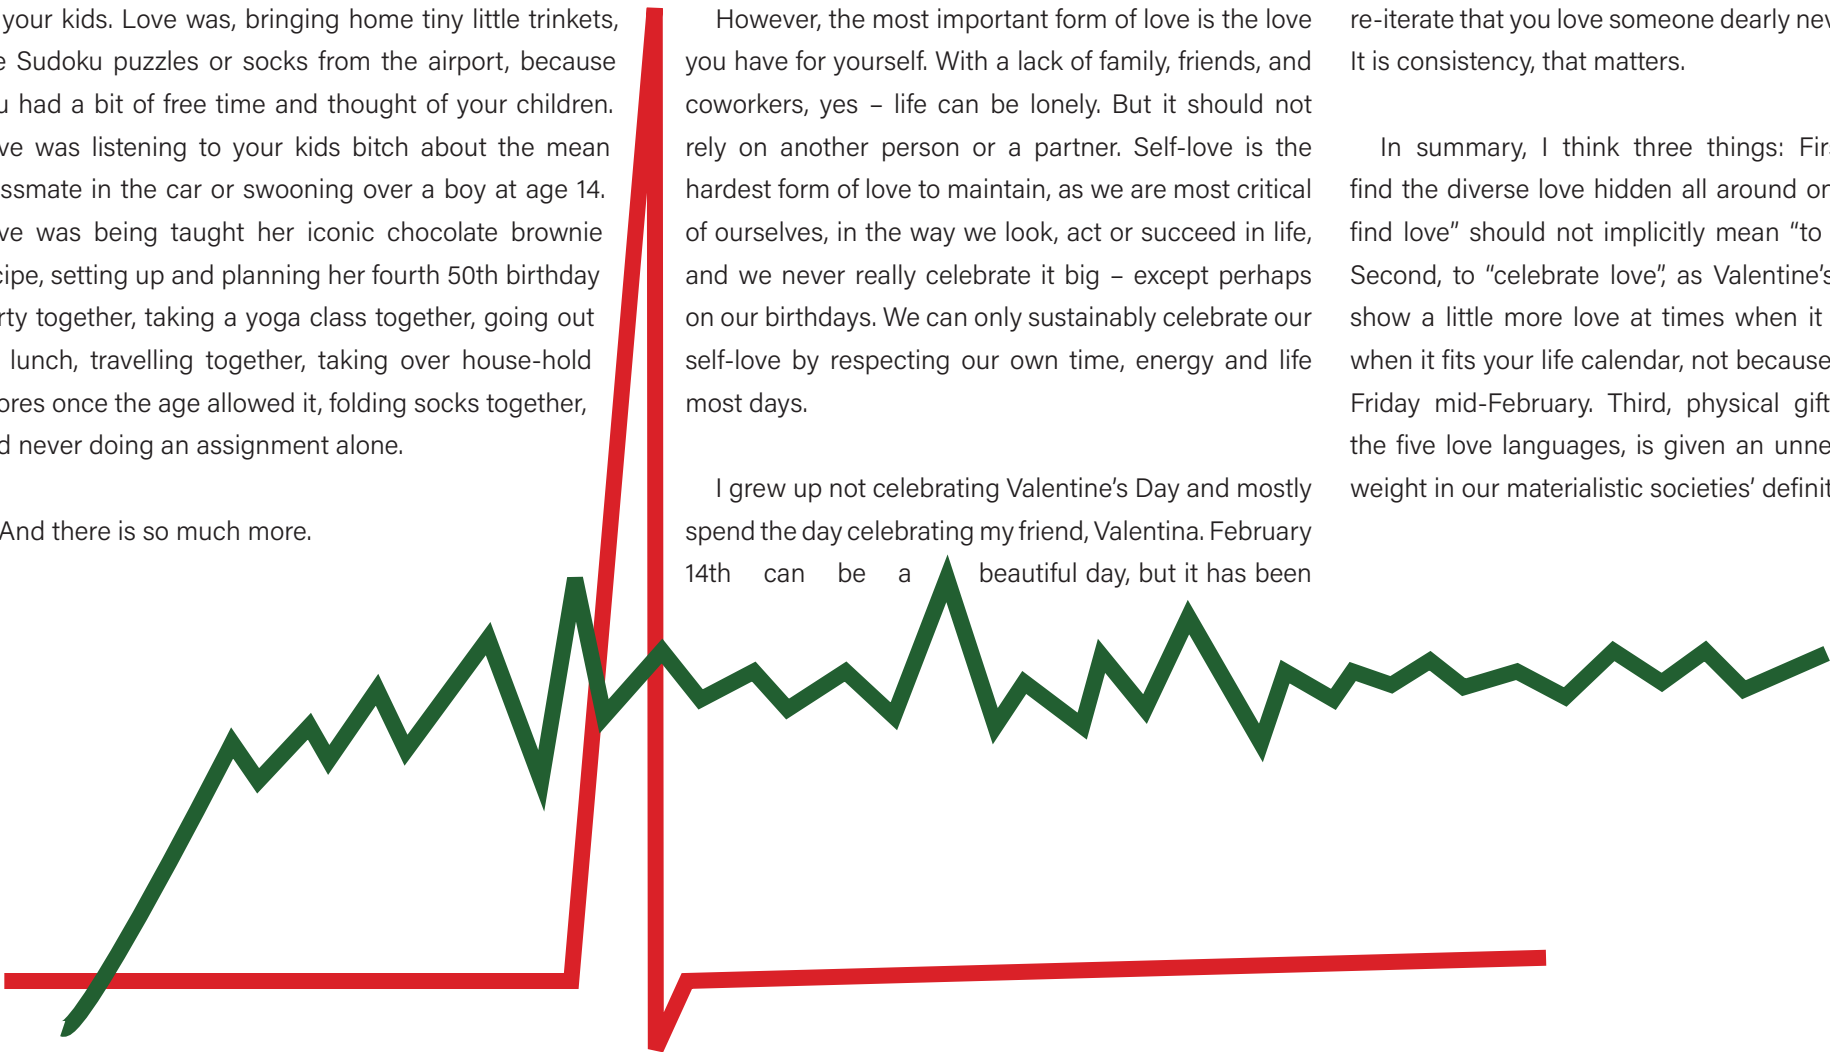 your kids. Love was, bringing home tiny little trinkets,
Sudoku puzzles or socks from the airport, because
had a bit of free time and thought of your children.
was listening to your kids bitch about the mean
in the car or swooning over a boy at age 14.
was being taught her iconic chocolate brownie
setting up and planning her fourth 50th birthday
together, taking a yoga class together, going out
lunch, travelling together, taking over house-hold
once the age allowed it, folding socks together,
never doing an assignment alone.
And there is so much more.
However, the most important form of love is the love
you have for yourself. With a lack of family, friends, and
coworkers, yes – life can be lonely. But it should not
rely on another person or a partner. Self-love is the
hardest form of love to maintain, as we are most critical
of ourselves, in the way we look, act or succeed in life,
and we never really celebrate it big – except perhaps
on our birthdays. We can only sustainably celebrate our
self-love by respecting our own time, energy and life
most days.
I grew up not celebrating Valentine’s Day and mostly
spend the day celebrating my friend, Valentina. February
14th can be a beautiful day, but it has been
re-iterate that you love someone dearly
It is consistency, that matters.
In summary, I think three things:
find the diverse love hidden all around
find love” should not implicitly mean “to
Second, to “celebrate love”, as Valentine’s
show a little more love at times when it
when it fits your life calendar, not because
Friday mid-February. Third, physical
the five love languages, is given an
weight in our materialistic societies’